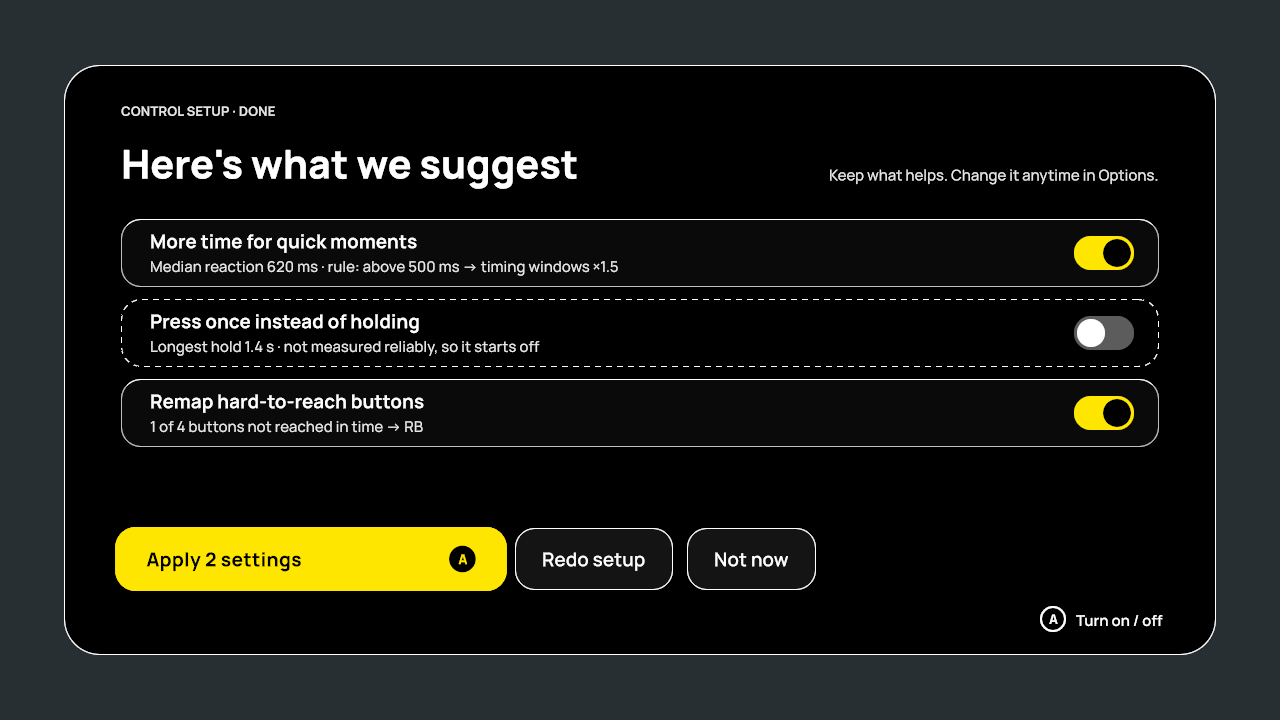 CONTROL SETUP · DONE
Here's what we suggest
Keep what helps. Change it anytime in Options.
More time for quick moments
Median reaction 620 ms · rule: above 500 ms → timing windows ×1.5
Press once instead of holding
Longest hold 1.4 s · not measured reliably, so it starts off
Remap hard-to-reach buttons
1 of 4 buttons not reached in time → RB
Apply 2 settings A
Redo setup
Not now
A Turn on / off